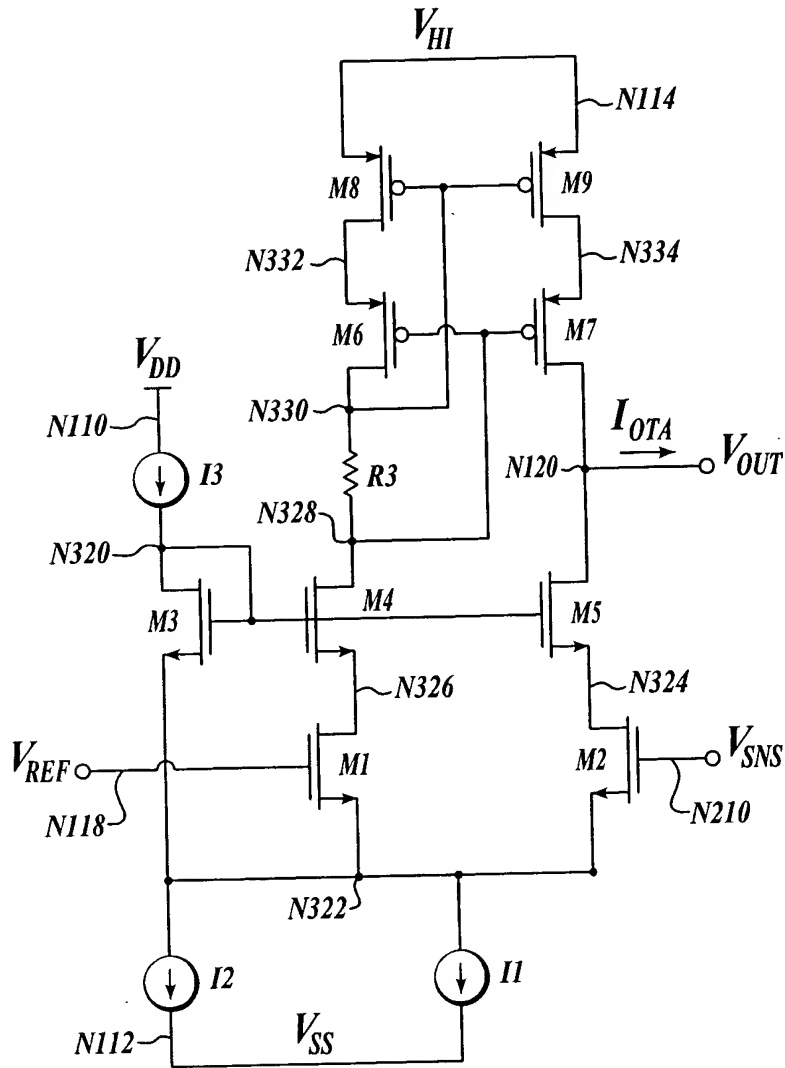 V_HI
N114
M8
M9
N332
N334
M6
M7
V_DD
N330
N110
I_OTA
V_OUT
I3
R3
N120
N328
N320
M3
M4
M5
N326
N324
V_REF
M1
M2
V_SNS
N118
N210
N322
I2
I1
N112
V_SS